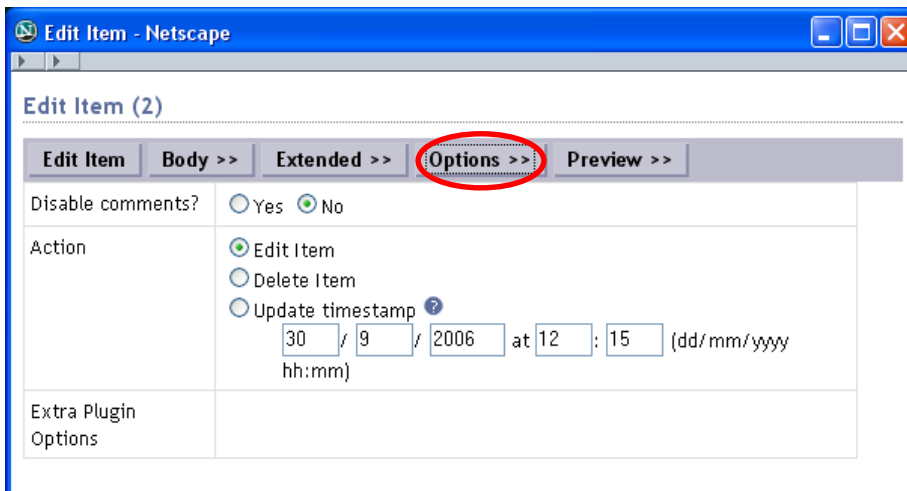 Edit Item - Netscape
Edit Item (2)
Edit Item Body >> Extended >> Options >> Preview >>
Disable comments? Yes No
Action Edit Item
Delete Item
Update timestamp ?
30 / 9 / 2006 at 12 : 15 (dd/mm/yyyy
hh:mm)
Extra Plugin
Options